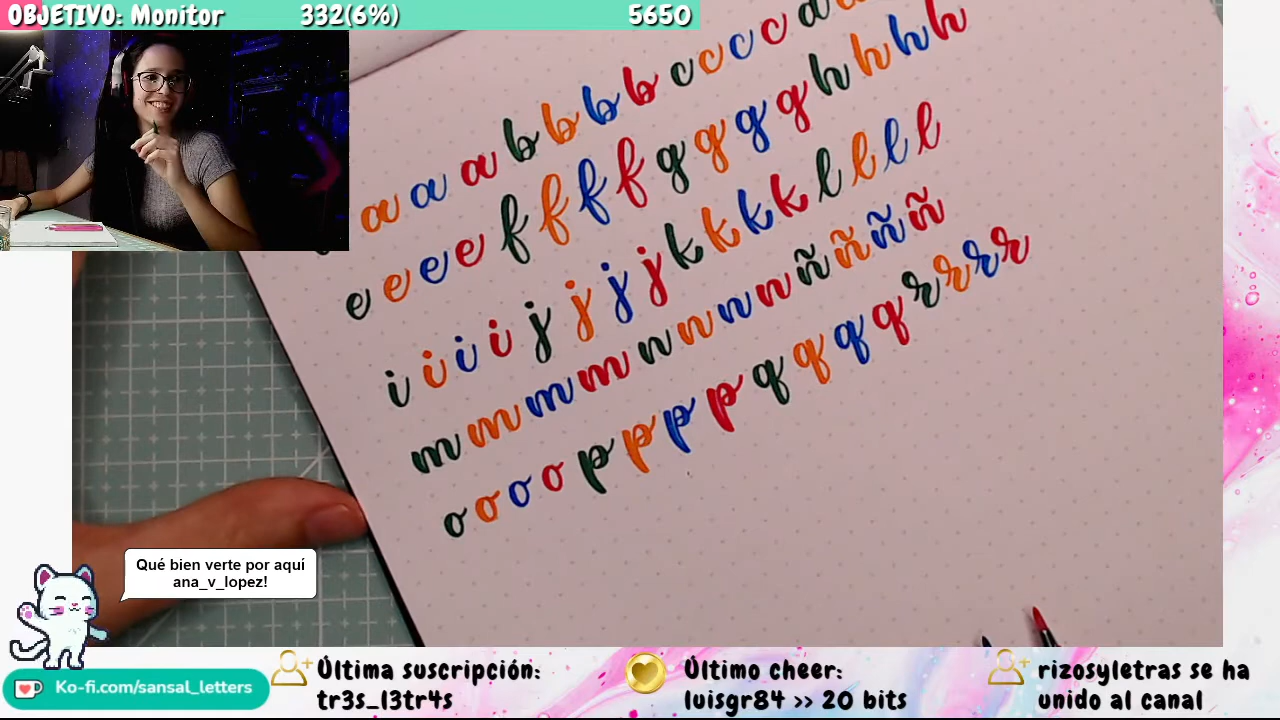 OBJETIVO: Monitor 332(6%) 5650
a a a b b b b c c c c d
e e e e f f f f g g g g h h h h
i i i i j j j j k k k k l l l l
m m m m n n n n ñ ñ ñ ñ
o o o o p p p p q q q q r r r r
Qué bien verte por aquí
ana_v_lopez!
Ko-fi.com/sansal_letters
Última suscripción:
tr3s_l3tr4s
Último cheer:
luisgr84 >> 20 bits
rizosyletras se ha
unido al canal